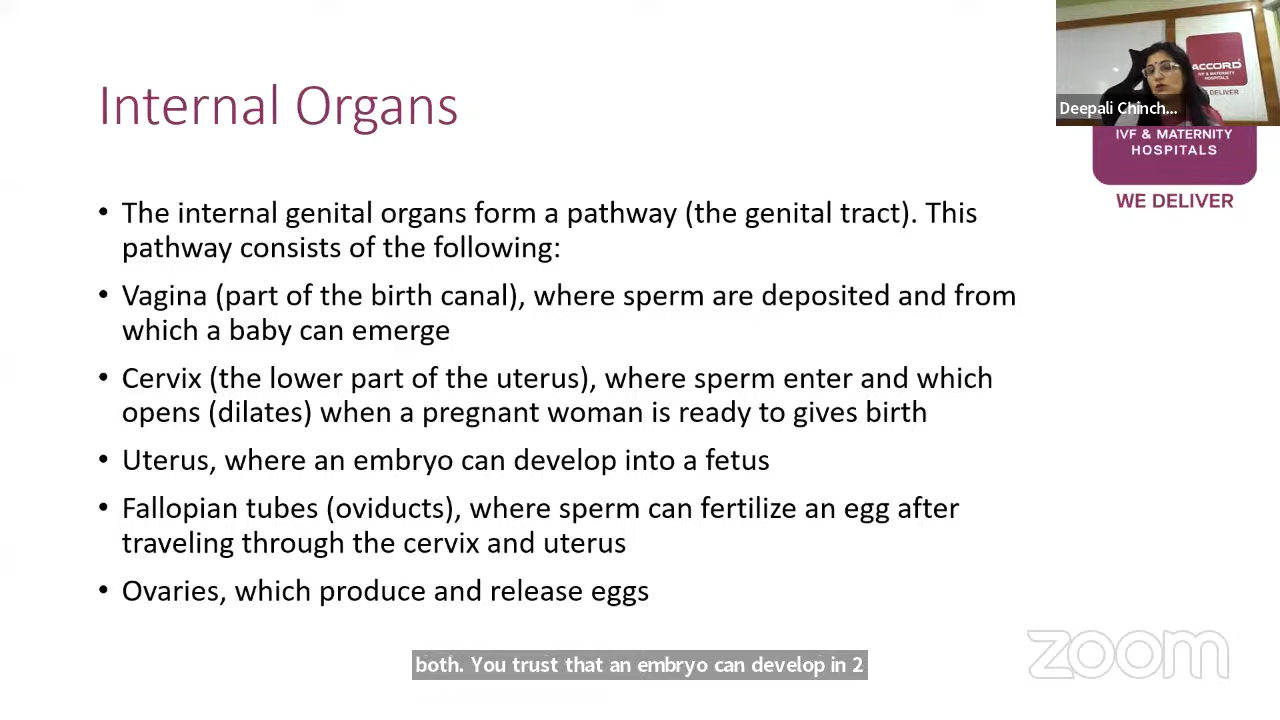 Internal Organs
• The internal genital organs form a pathway (the genital tract). This
pathway consists of the following:
• Vagina (part of the birth canal), where sperm are deposited and from
which a baby can emerge
• Cervix (the lower part of the uterus), where sperm enter and which
opens (dilates) when a pregnant woman is ready to gives birth
• Uterus, where an embryo can develop into a fetus
• Fallopian tubes (oviducts), where sperm can fertilize an egg after
traveling through the cervix and uterus
• Ovaries, which produce and release eggs
ACCORD
IVF & MATERNITY
HOSPITALS
DELIVER
Deepali Chinch...
IVF & MATERNITY
HOSPITALS
WE DELIVER
both. You trust that an embryo can develop in 2
zoom